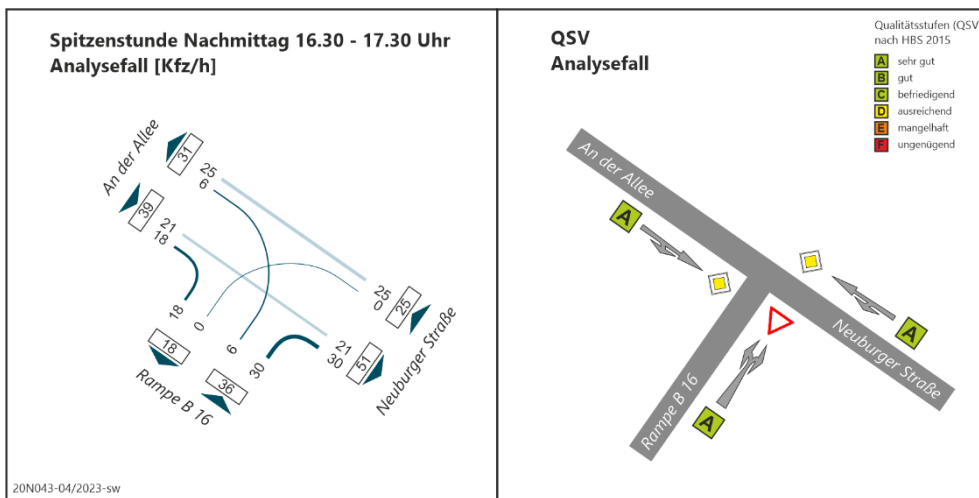 Spitzenstunde Nachmittag 16.30 - 17.30 Uhr
Analysefall [Kfz/h]
An der Allee
31
25
6
39
21
18
18
0
6
30
18
36
Rampe B 16
25
0
25
21
30
51
Neuburger Straße
20N043-04/2023-sw
QSV
Analysefall
Qualitätsstufen (QSV
nach HBS 2015
A sehr gut
B gut
C befriedigend
D ausreichend
E mangelhaft
F ungenügend
An der Allee
A
A
Neuburger Straße
Rampe B 16
A